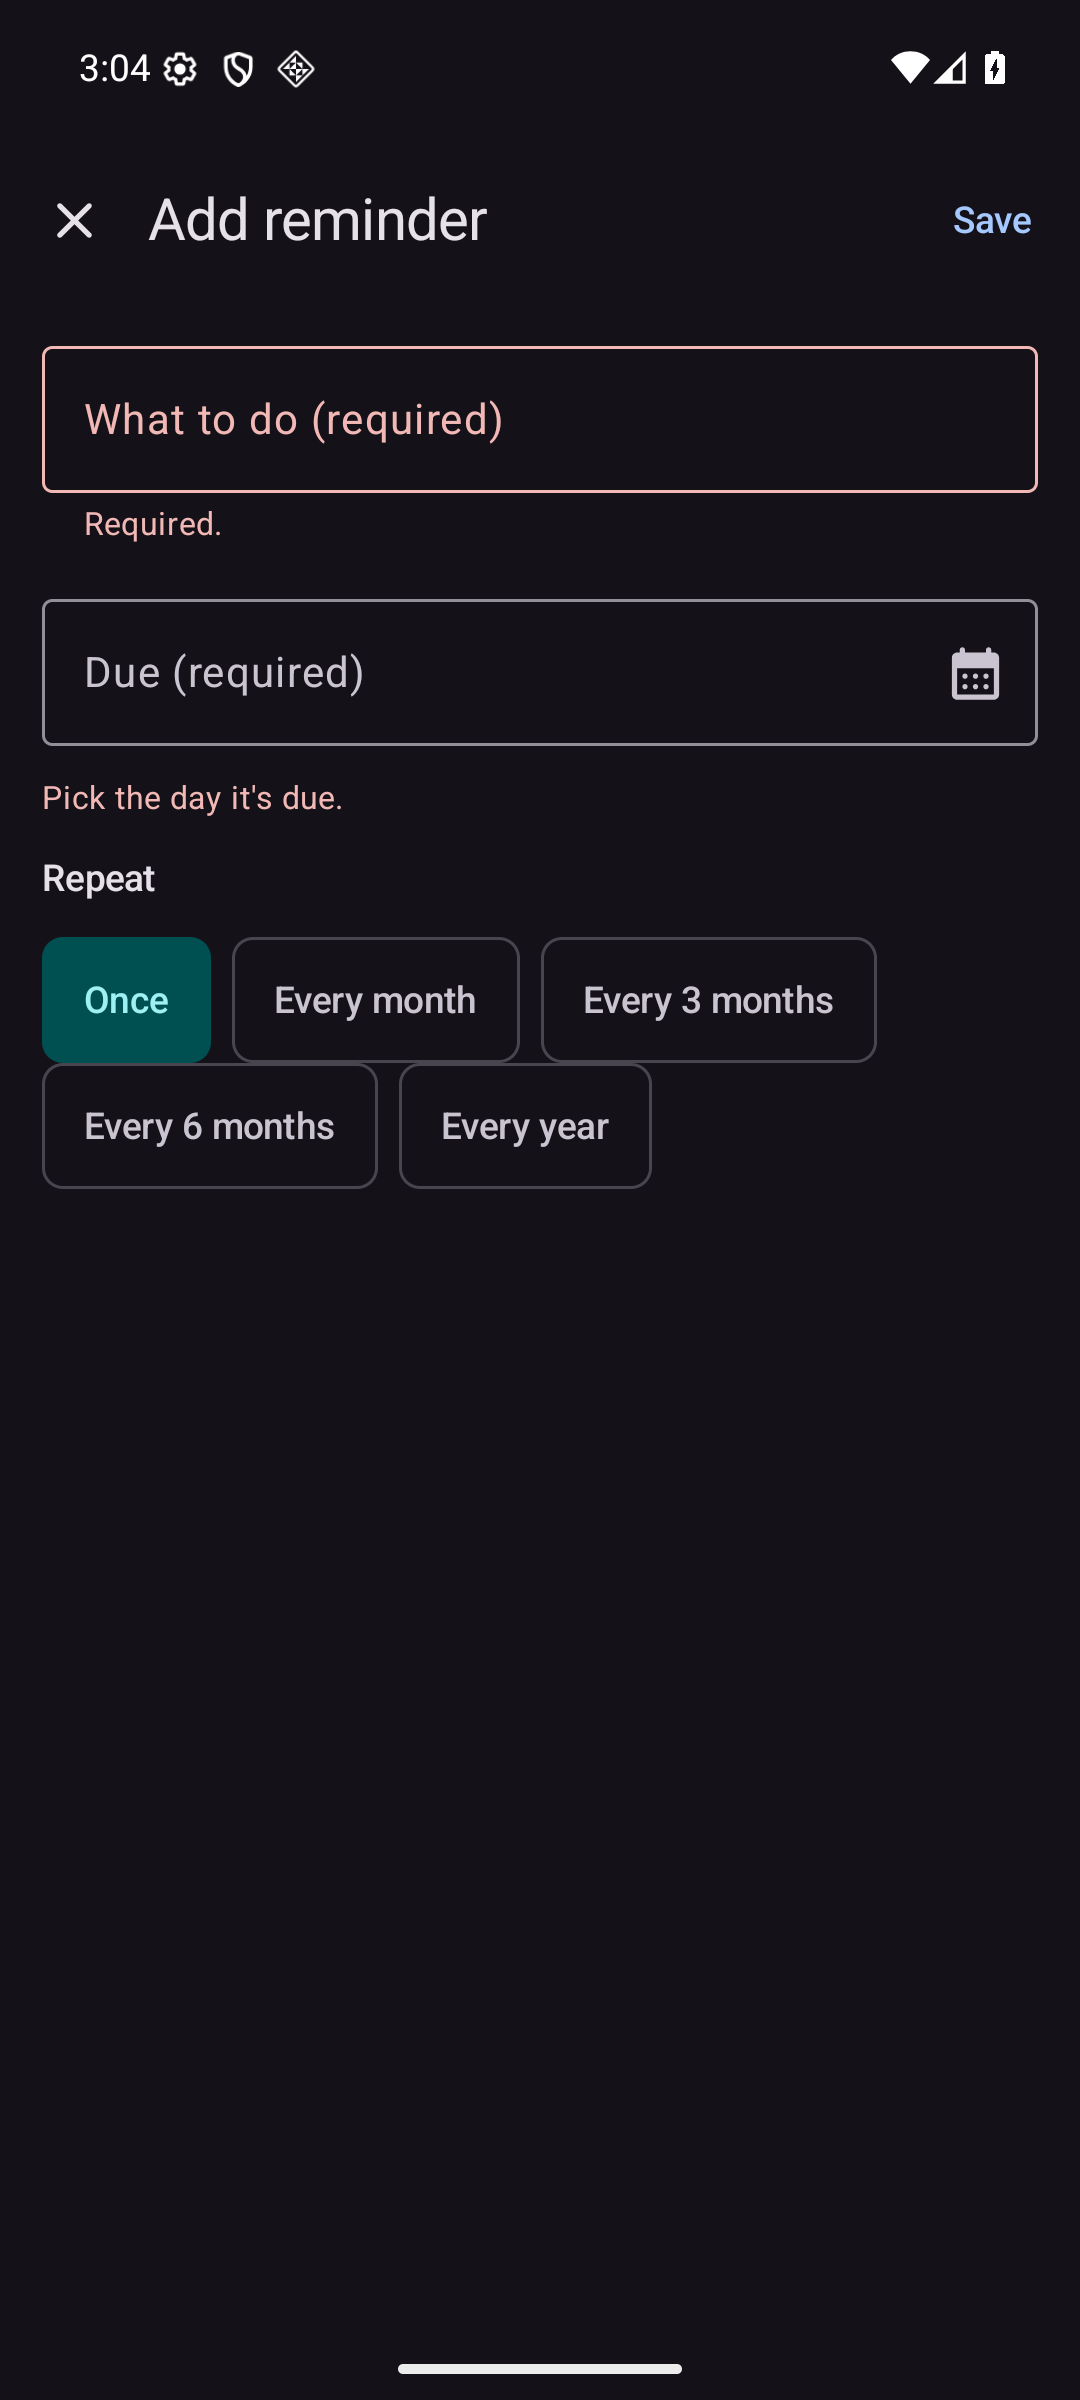 3:04
Add reminder
Save
What to do (required)
Required.
Due (required)
Pick the day it's due.
Repeat
Once
Every month
Every 3 months
Every 6 months
Every year